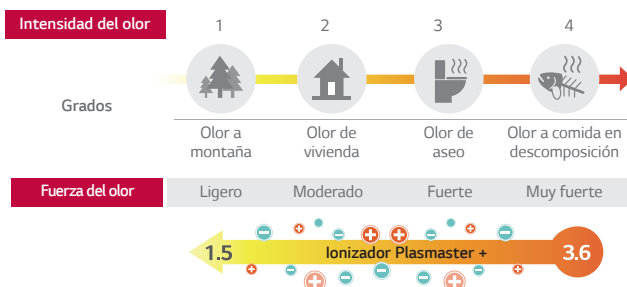 Intensidad del olor
1 2 3 4
Grados
Olor a montaña
Olor de vivienda
Olor de aseo
Olor a comida en descomposición
Fuerza del olor
Ligero Moderado Fuerte Muy fuerte
1.5 Ionizador Plasmaster + 3.6